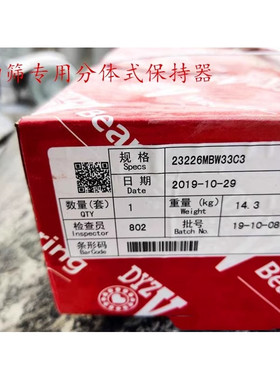 筛专用分体式保持器
规格
Specs
23226MBW33C3
日期
Date
2019-10-29
数量(套)
QTY
1
重量(kg)
Weight
14.3
检查员
Inspector
802
批号
Batch No.
19-10-08
条形码
BarCode
DYZV
Bearing